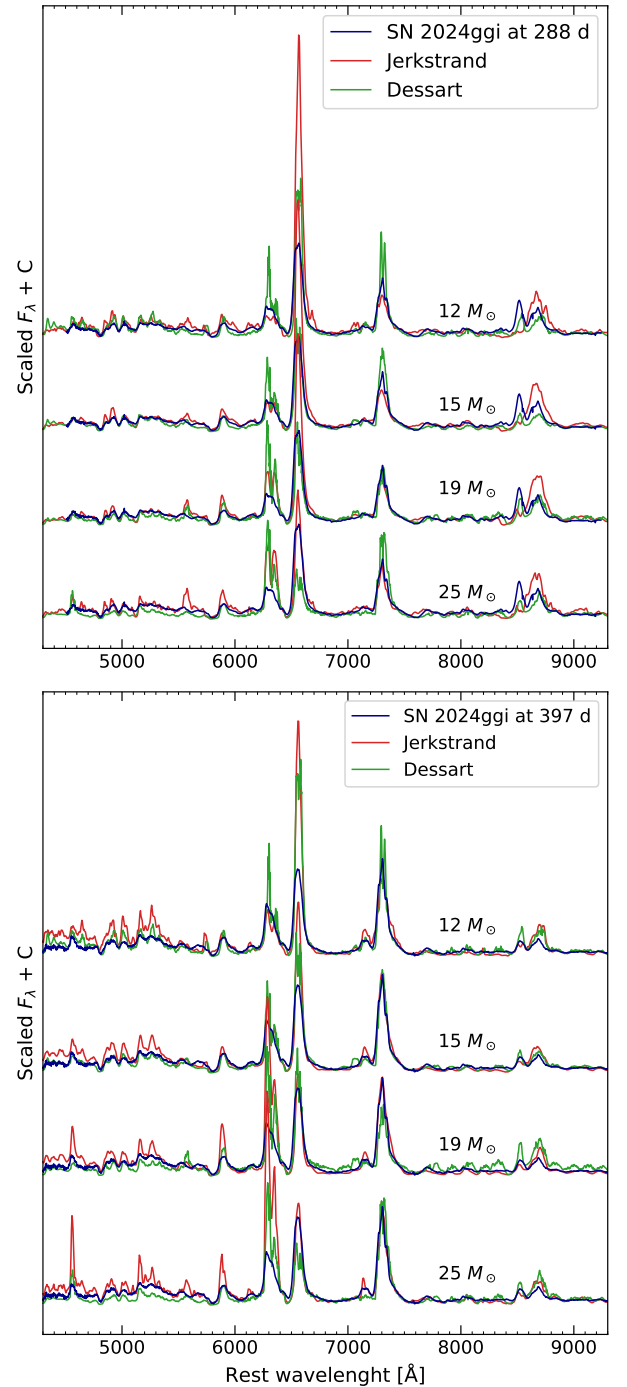 SN 2024ggi at 288 d
Jerkstrand
Dessart
Scaled Fλ + C
12 M⊙
15 M⊙
19 M⊙
25 M⊙
5000 6000 7000 8000 9000
SN 2024ggi at 397 d
Jerkstrand
Dessart
Scaled Fλ + C
12 M⊙
15 M⊙
19 M⊙
25 M⊙
5000 6000 7000 8000 9000
Rest wavelenght [Å]